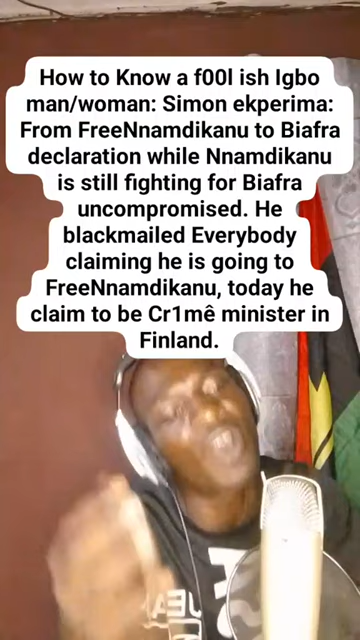 How to Know a f00l ish Igbo
man/woman: Simon ekperima:
From FreeNnamdikanu to Biafra
declaration while Nnamdikanu
is still fighting for Biafra
uncompromised. He
blackmailed Everybody
claiming he is going to
FreeNnamdikanu, today he
claim to be Cr1mê minister in
Finland.